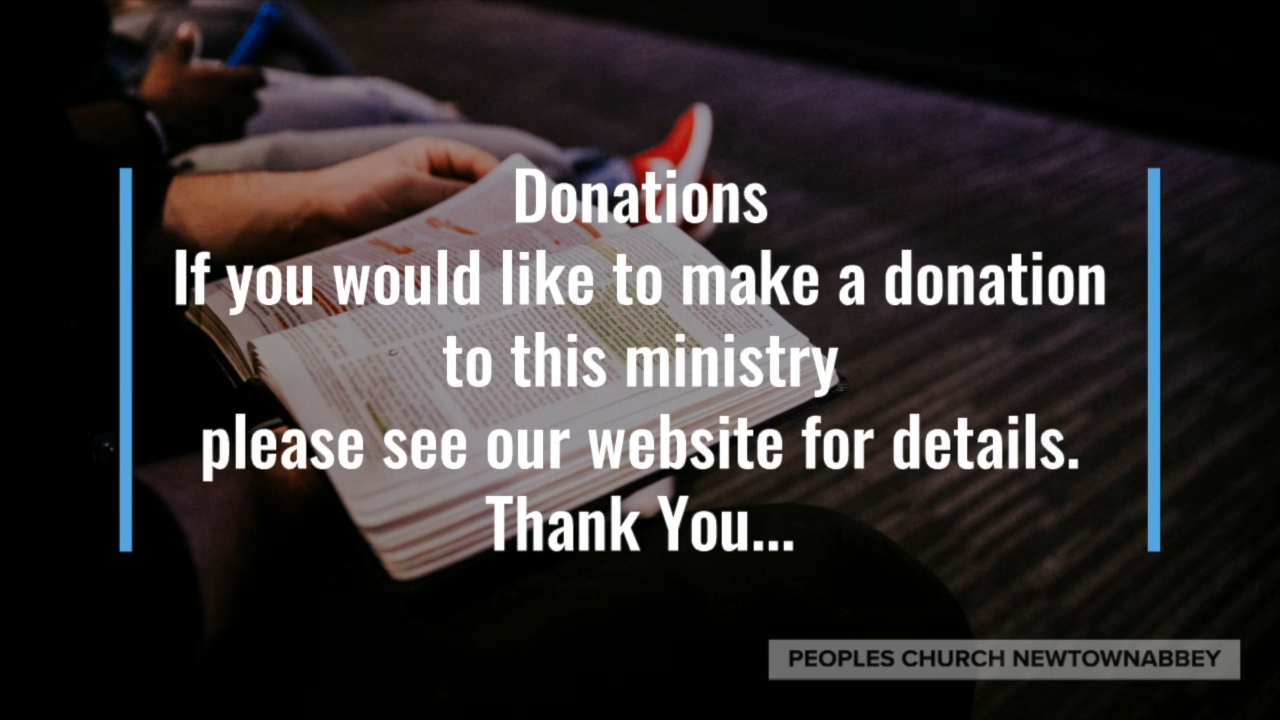 Donations
If you would like to make a donation
to this ministry
please see our website for details.
Thank You...
PEOPLES CHURCH NEWTOWNABBEY